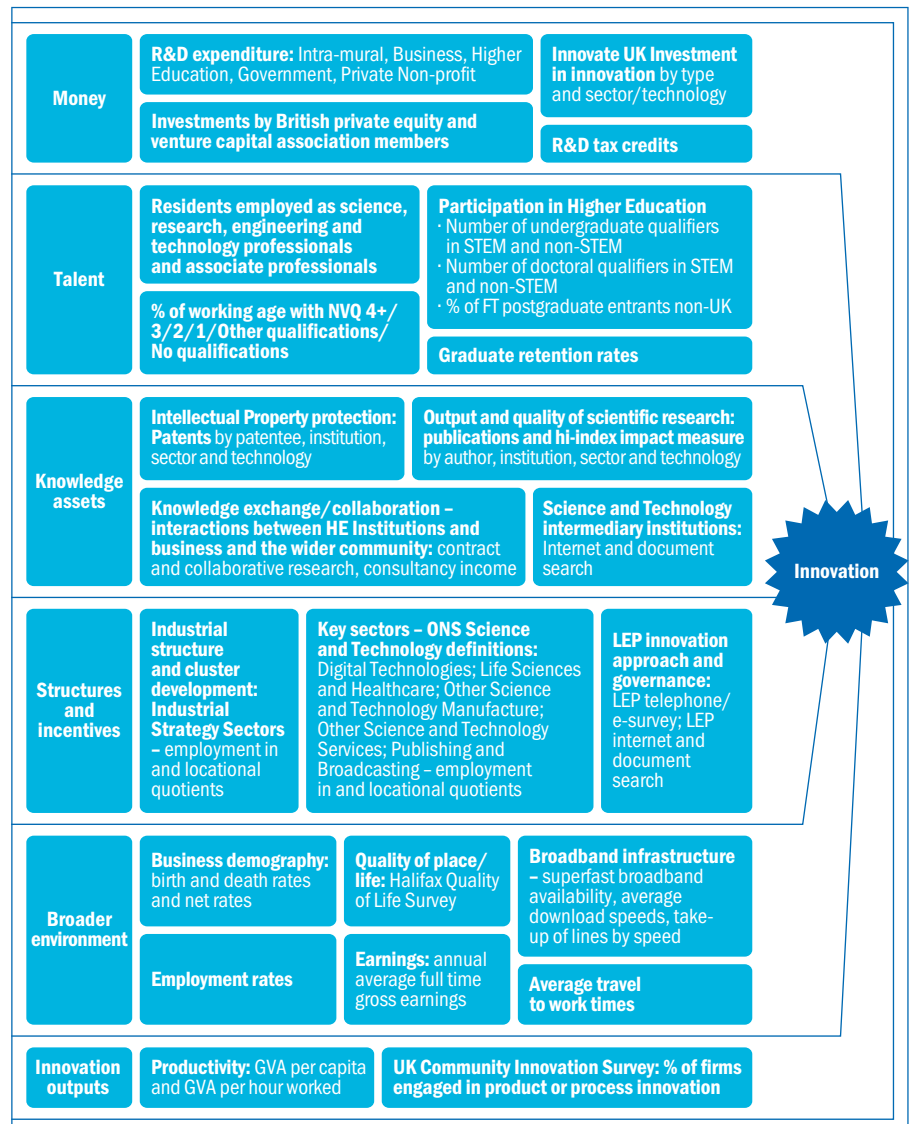 Money
R&D expenditure: Intra-mural, Business, Higher
Education, Government, Private Non-profit
Investments by British private equity and
venture capital association members
Innovate UK Investment
in innovation by type
and sector/technology
R&D tax credits
Talent
Residents employed as science,
research, engineering and
technology professionals
and associate professionals
% of working age with NVQ 4+/
3/2/1/Other qualifications/
No qualifications
Participation in Higher Education
· Number of undergraduate qualifiers
in STEM and non-STEM
· Number of doctoral qualifiers in STEM
and non-STEM
· % of FT postgraduate entrants non-UK
Graduate retention rates
Knowledge
assets
Intellectual Property protection:
Patents by patentee, institution,
sector and technology
Output and quality of scientific research:
publications and hi-index impact measure
by author, institution, sector and technology
Knowledge exchange/collaboration –
interactions between HE Institutions and
business and the wider community: contract
and collaborative research, consultancy income
Science and Technology
intermediary institutions:
Internet and document
search
Innovation
Structures
and
incentives
Industrial
structure
and cluster
development:
Industrial
Strategy Sectors
– employment in
and locational
quotients
Key sectors – ONS Science
and Technology definitions:
Digital Technologies; Life Sciences
and Healthcare; Other Science
and Technology Manufacture;
Other Science and Technology
Services; Publishing and
Broadcasting – employment
in and locational quotients
LEP innovation
approach and
governance:
LEP telephone/
e-survey; LEP
internet and
document
search
Broader
environment
Business demography:
birth and death rates
and net rates
Quality of place/
life: Halifax Quality
of Life Survey
Broadband infrastructure
– superfast broadband
availability, average
download speeds, take-
up of lines by speed
Employment rates
Earnings: annual
average full time
gross earnings
Average travel
to work times
Innovation
outputs
Productivity: GVA per capita
and GVA per hour worked
UK Community Innovation Survey: % of firms
engaged in product or process innovation